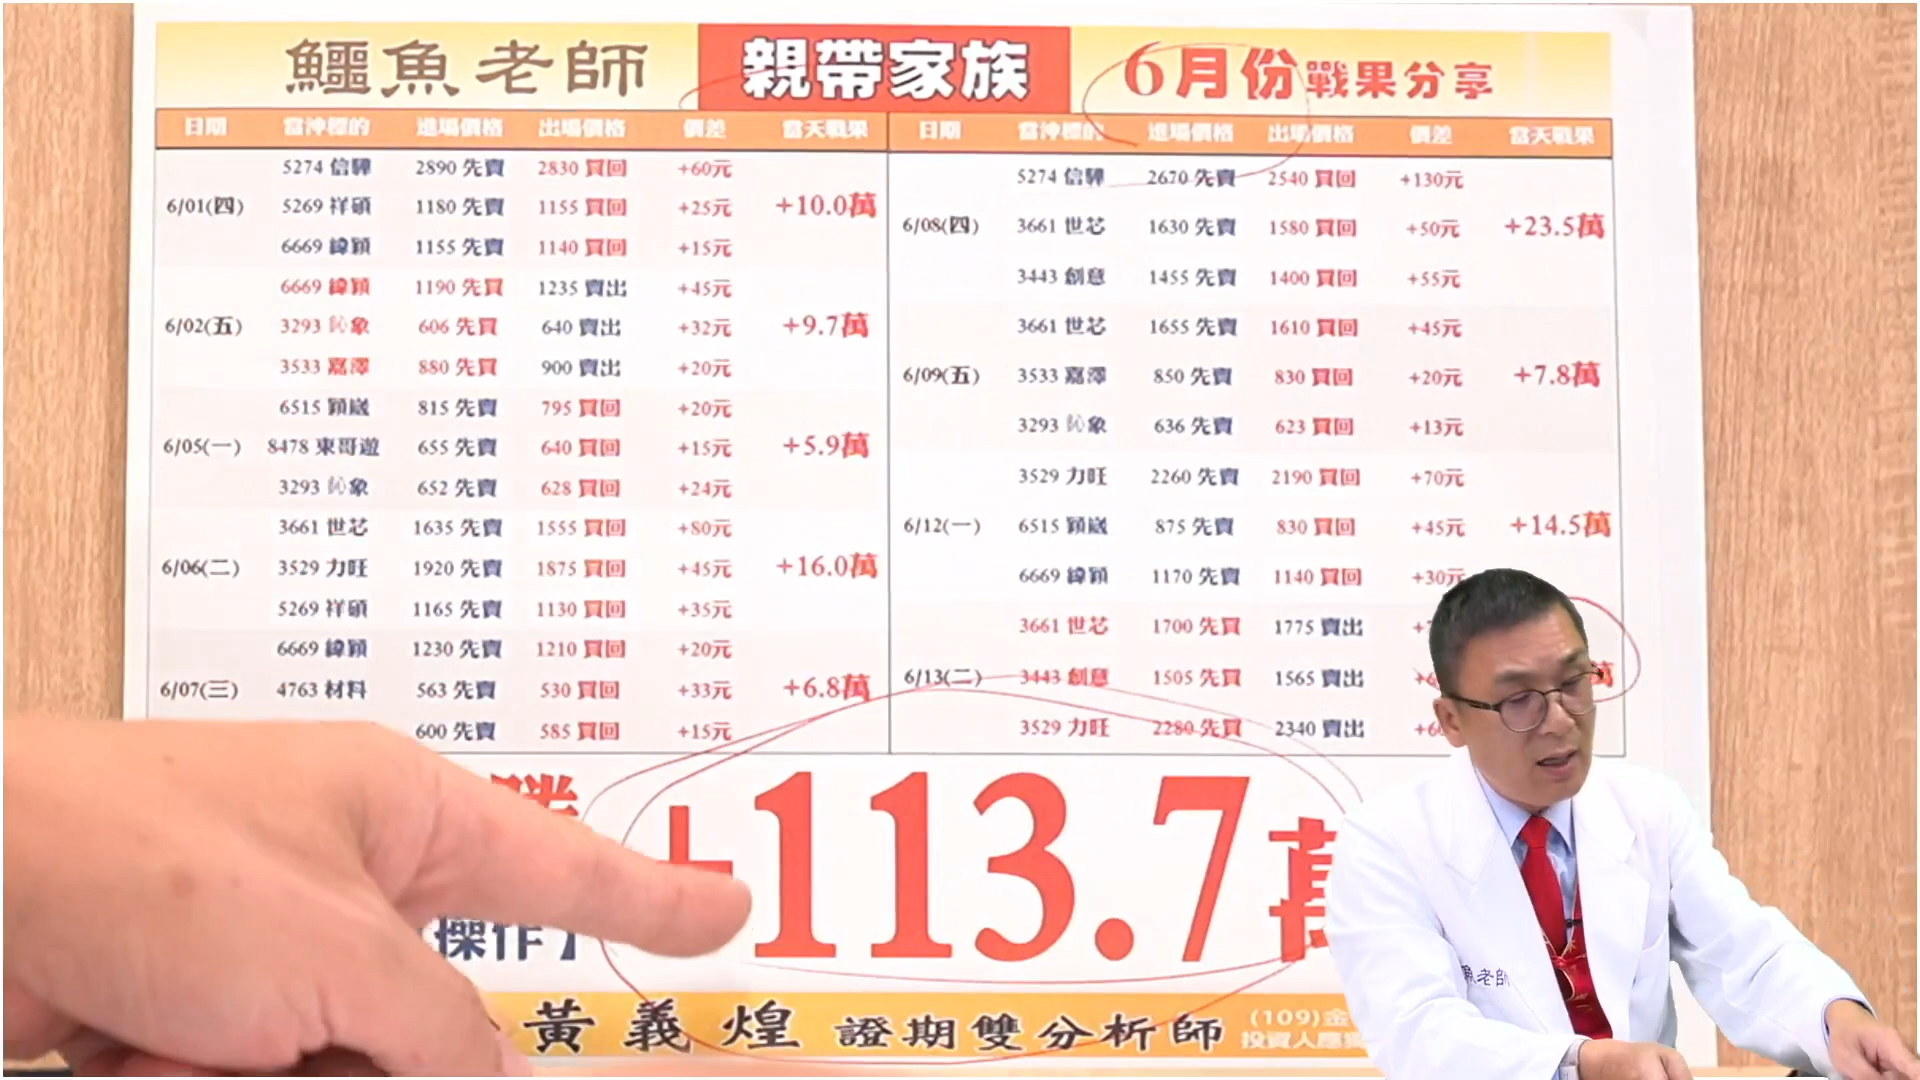 鱷魚老師 親帶家族 6月份戰果分享
日期 當沖標的 進場價格 出場價格 價差 當天戰果
5274 信驊 2890 先賣 2830 買回 +60元
6/01(四) 5269 祥碩 1180 先賣 1155 買回 +25元 +10.0萬
6669 緯穎 1155 先賣 1140 買回 +15元
6669 緯穎 1190 先買 1235 賣出 +45元
6/02(五) 3293 鈊象 606 先買 640 賣出 +32元 +9.7萬
3533 嘉澤 880 先買 900 賣出 +20元
6515 穎崴 815 先賣 795 買回 +20元
6/05(一) 8478 東哥遊 655 先賣 640 買回 +15元 +5.9萬
3293 鈊象 652 先賣 628 買回 +24元
3661 世芯 1635 先賣 1555 買回 +80元
6/06(二) 3529 力旺 1920 先賣 1875 買回 +45元 +16.0萬
5269 祥碩 1165 先賣 1130 買回 +35元
6669 緯穎 1230 先賣 1210 買回 +20元
6/07(三) 4763 材料 563 先賣 530 買回 +33元 +6.8萬
600 先賣 585 買回 +15元
日期 當沖標的 進場價格 出場價格 價差 當天戰果
5274 信驊 2670 先賣 2540 買回 +130元
6/08(四) 3661 世芯 1630 先賣 1580 買回 +50元 +23.5萬
3443 創意 1455 先賣 1400 買回 +55元
3661 世芯 1655 先賣 1610 買回 +45元
6/09(五) 3533 嘉澤 850 先賣 830 買回 +20元 +7.8萬
3293 鈊象 636 先賣 623 買回 +13元
3529 力旺 2260 先賣 2190 買回 +70元
6/12(一) 6515 穎崴 875 先賣 830 買回 +45元 +14.5萬
6669 緯穎 1170 先賣 1140 買回 +30元
3661 世芯 1700 先買 1775 賣出
6/13(二) 3443 創意 1505 先買 1565 賣出 萬
3529 力旺 2280 先買 2340 賣出
+113.7萬
操作】
黃義煌 證期雙分析師
(109)金
投資人應
老師